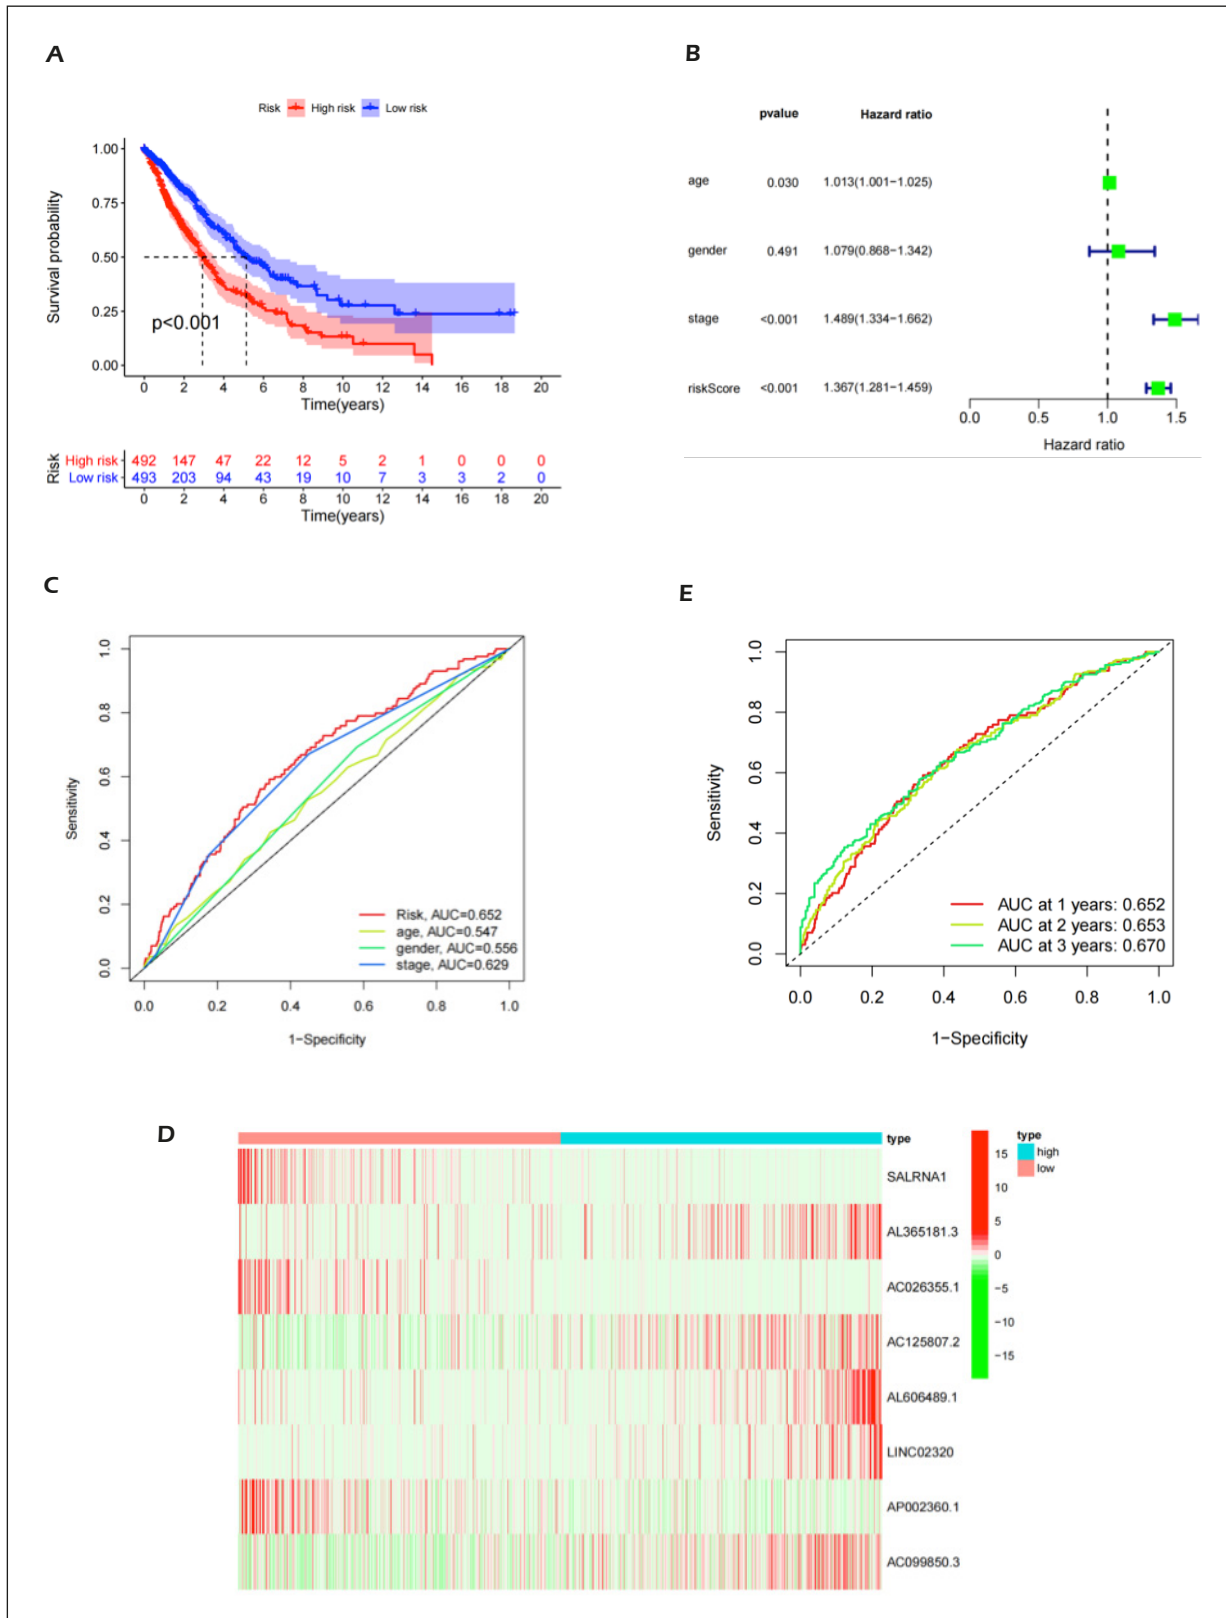 A
Risk High risk Low risk
Survival probability
1.00
0.75
0.50
0.25
0.00
p<0.001
0 2 4 6 8 10 12 14 16 18 20
Time(years)
Risk
High risk 492 147 47 22 12 5 2 1 0 0 0
Low risk 493 203 94 43 19 10 7 3 3 2 0
0 2 4 6 8 10 12 14 16 18 20
Time(years)
B
pvalue Hazard ratio
age 0.030 1.013(1.001−1.025)
gender 0.491 1.079(0.868−1.342)
stage <0.001 1.489(1.334−1.662)
riskScore <0.001 1.367(1.281−1.459)
0.0 0.5 1.0 1.5
Hazard ratio
C
Sensitivity
1.0
0.8
0.6
0.4
0.2
0.0
Risk, AUC=0.652
age, AUC=0.547
gender, AUC=0.556
stage, AUC=0.629
0.0 0.2 0.4 0.6 0.8 1.0
1−Specificity
E
Sensitivity
1.0
0.8
0.6
0.4
0.2
0.0
AUC at 1 years: 0.652
AUC at 2 years: 0.653
AUC at 3 years: 0.670
0.0 0.2 0.4 0.6 0.8 1.0
1−Specificity
D
type
SALRNA1
AL365181.3
AC026355.1
AC125807.2
AL606489.1
LINC02320
AP002360.1
AC099850.3
15
10
5
0
−5
−10
−15
type
high
low